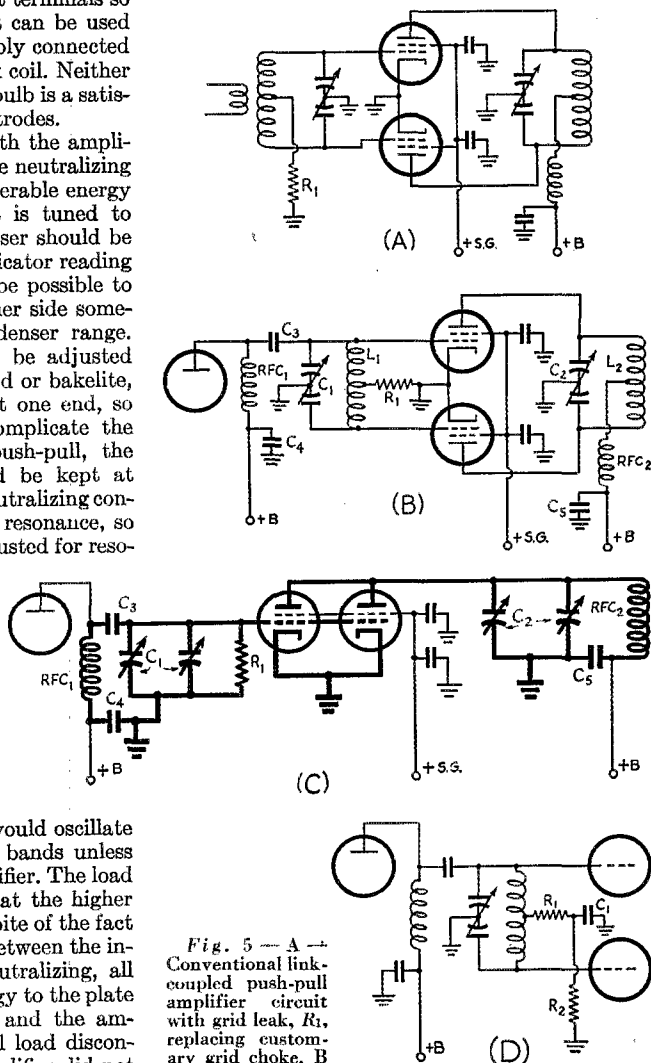 t terminals so
can be used
ply connected
coil. Neither
bulb is a satis-
trodes.
th the ampli-
e neutralizing
erable energy
is tuned to
ser should be
icator reading
be possible to
er side some-
denser range.
be adjusted
d or bakelite,
t one end, so
omplicate the
push-pull, the
d be kept at
utralizing con-
resonance, so
usted for reso-
R1
(A)
+S.G.
+B
C3
RFC1
C1
L1
R1
C4
+B
(B)
C2
L2
RFC2
C5
+S.G.
+B
C3
RFC1
C1
R1
C4
+B
(C)
+S.G.
C2
RFC2
C5
+B
would oscillate
bands unless
ifier. The load
at the higher
pite of the fact
etween the in-
utralizing, all
gy to the plate
and the am-
l load discon-
Fig. 5 — A —
Conventional link-
coupled push-pull
amplifier circuit
with grid leak, R1,
replacing custom-
ary grid choke. B
R1
C1
R2
+B
(D)